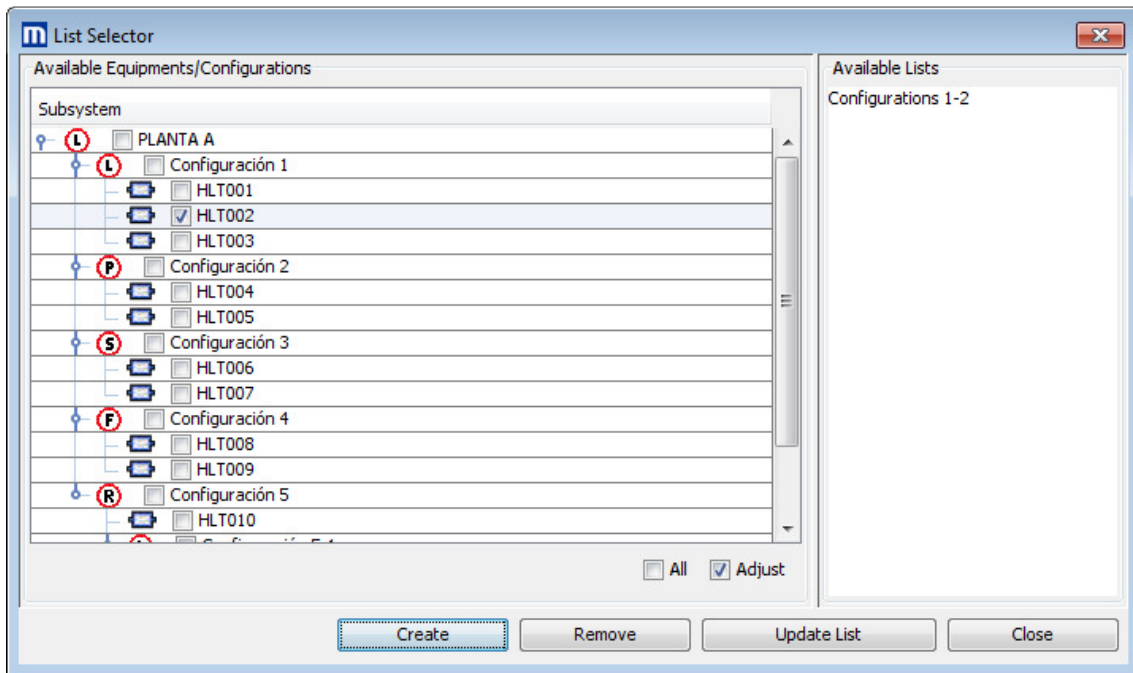 List Selector
Available Equipments/Configurations
Subsystem
L PLANTA A
L Configuración 1
HLT001
HLT002
HLT003
P Configuración 2
HLT004
HLT005
S Configuración 3
HLT006
HLT007
F Configuración 4
HLT008
HLT009
R Configuración 5
HLT010
All Adjust
Available Lists
Configurations 1-2
Create Remove Update List Close